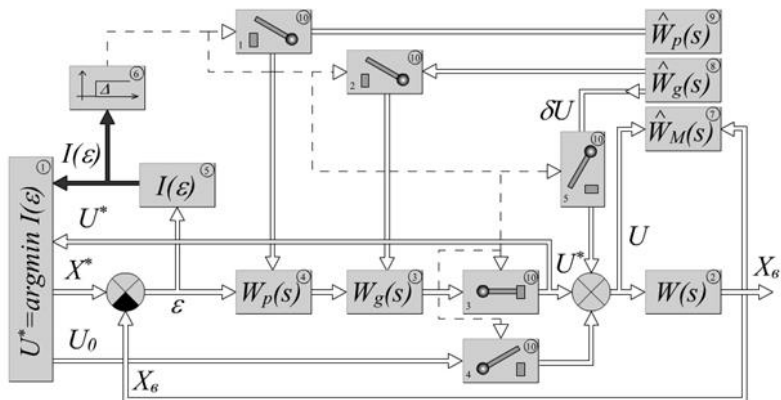 ⑩
1
Ŵp(s) ⑨
⑥
Δ
⑩
2
Ŵg(s) ⑧
δU
⑩
5
ŴM(s) ⑦
I(ε)
I(ε) ⑤
①
U*=argmin I(ε)
U*
X*
ε
Wp(s) ④
Wg(s) ③
⑩
3
U*
U
W(s) ②
Xв
U0
⑩
4
Xв